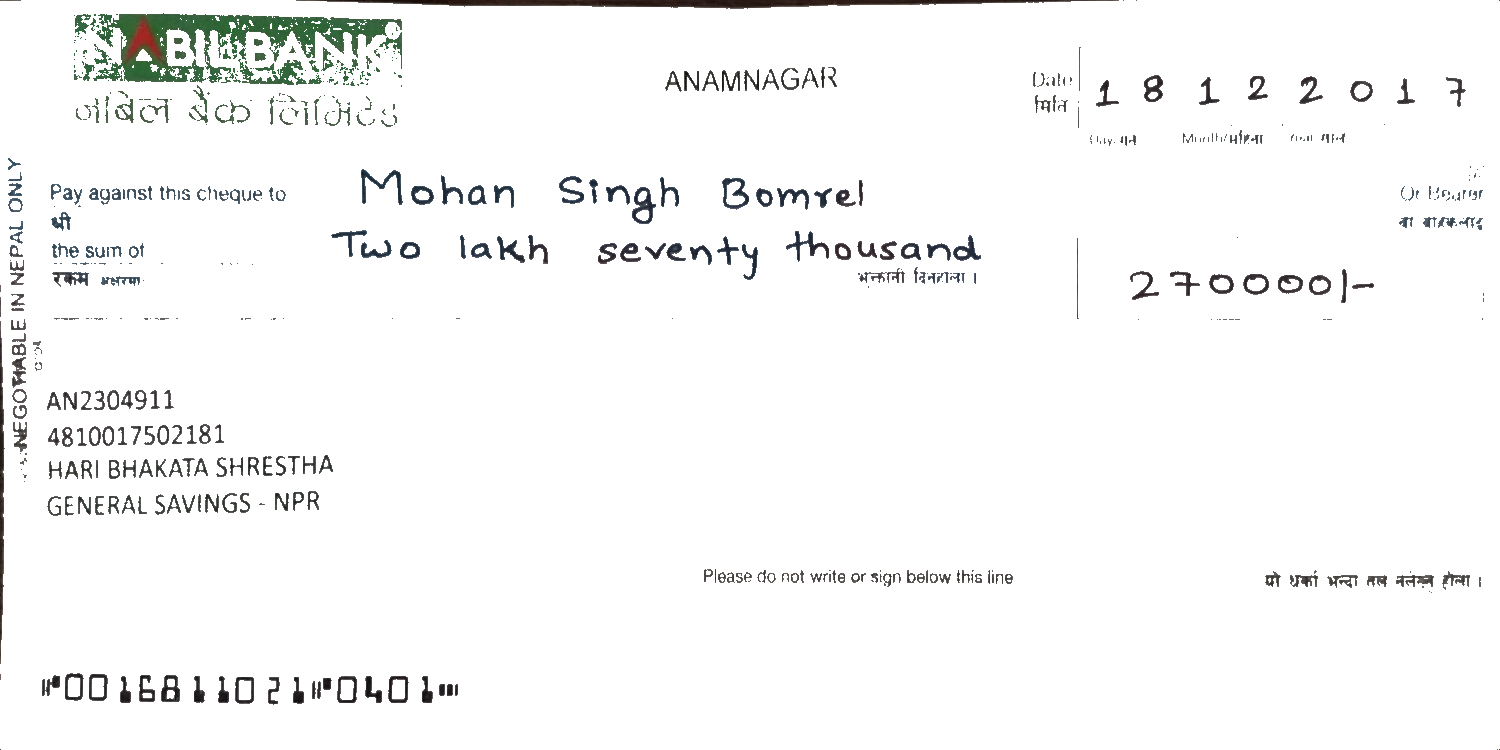 NABIL BANK
नबिल बैंक लिमिटेड
ANAMNAGAR
Date 1 8 1 2 2 0 1 7
मिति
Day/गते Month/महिना Year/साल
NEGOTIABLE IN NEPAL ONLY
Pay against this cheque to Mohan Singh Bomrel
Or Bearer
श्री
वा वाहकलाई
the sum of Two lakh seventy thousand
रकम अक्षरमा भुक्तानी दिनुहोला ।
270000/-
AN2304911
4810017502181
HARI BHAKATA SHRESTHA
GENERAL SAVINGS - NPR
Please do not write or sign below this line
यो धर्का भन्दा तल नलेख्नु होला ।
⑈001681102⑈0401⑈